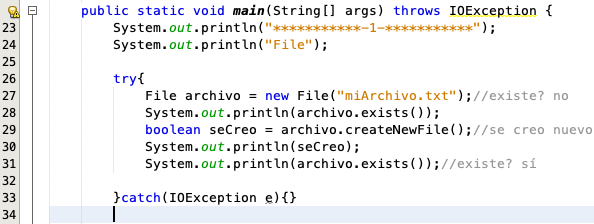 public static void main(String[] args) throws IOException {
23 System.out.println("***********-1-***********");
24 System.out.println("File");
25
26 try{
27 File archivo = new File("miArchivo.txt");//existe? no
28 System.out.println(archivo.exists());
29 boolean seCreo = archivo.createNewFile();//se creo nuevo
30 System.out.println(seCreo);
31 System.out.println(archivo.exists());//existe? sí
32
33 }catch(IOException e){}
34